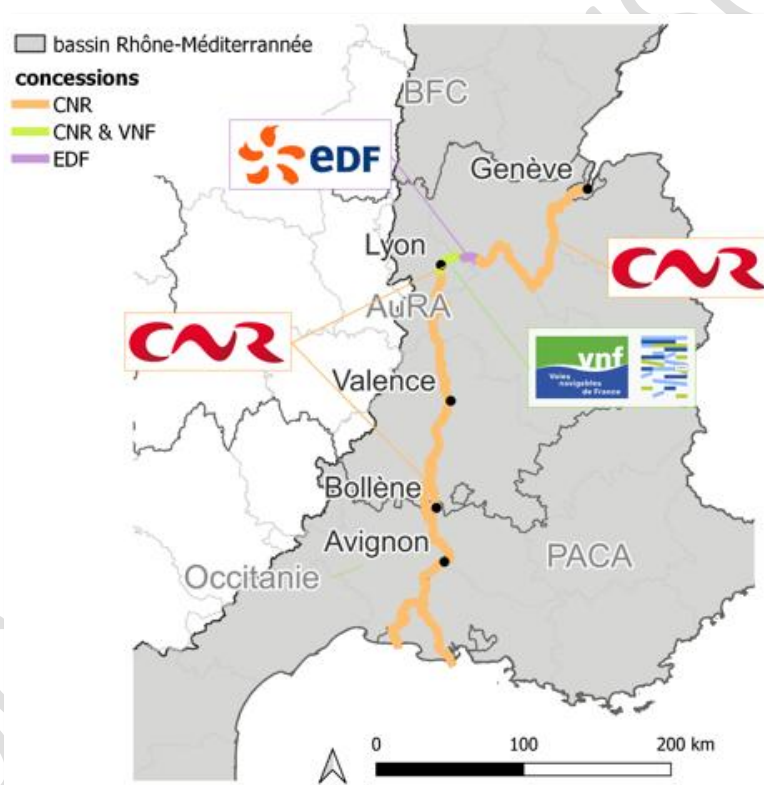 bassin Rhône-Méditerrannée
concessions
CNR
CNR & VNF
EDF
BFC
eDF
Genève
Lyon
CNR
AuRA
CNR
vnf
Voies
navigables
de France
Valence
Bollène
Avignon
PACA
Occitanie
0
100
200 km